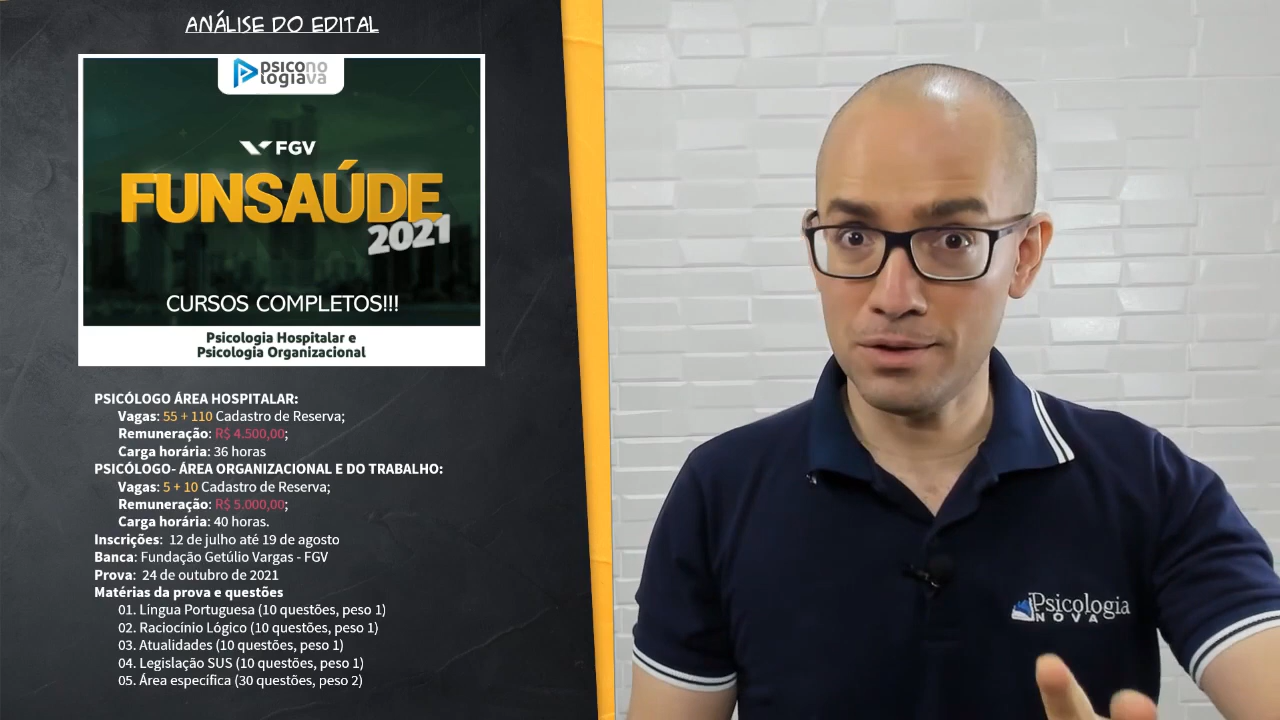 ANÁLISE DO EDITAL
psicono
logiava
FGV
FUNSAÚDE
2021
CURSOS COMPLETOS!!!
Psicologia Hospitalar e
Psicologia Organizacional
PSICÓLOGO ÁREA HOSPITALAR:
Vagas: 55 + 110 Cadastro de Reserva;
Remuneração: R$ 4.500,00;
Carga horária: 36 horas
PSICÓLOGO- ÁREA ORGANIZACIONAL E DO TRABALHO:
Vagas: 5 + 10 Cadastro de Reserva;
Remuneração: R$ 5.000,00;
Carga horária: 40 horas.
Inscrições: 12 de julho até 19 de agosto
Banca: Fundação Getúlio Vargas - FGV
Prova: 24 de outubro de 2021
Matérias da prova e questões
01. Língua Portuguesa (10 questões, peso 1)
02. Raciocínio Lógico (10 questões, peso 1)
03. Atualidades (10 questões, peso 1)
04. Legislação SUS (10 questões, peso 1)
05. Área específica (30 questões, peso 2)
Psicologia
NOVA